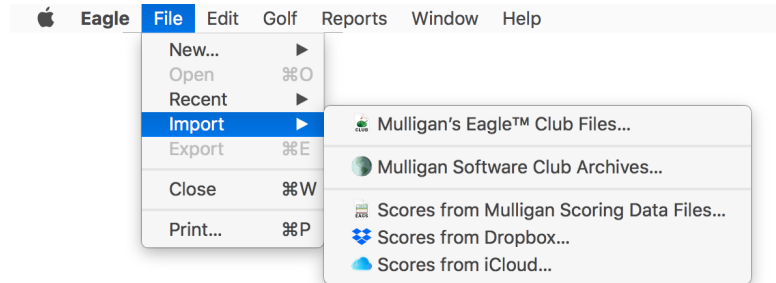 Eagle File Edit Golf Reports Window Help
New... ▶
Open ⌘O
Recent ▶
Import ▶
Export ⌘E
Close ⌘W
Print... ⌘P
Mulligan’s Eagle™ Club Files...
Mulligan Software Club Archives...
Scores from Mulligan Scoring Data Files...
Scores from Dropbox...
Scores from iCloud...